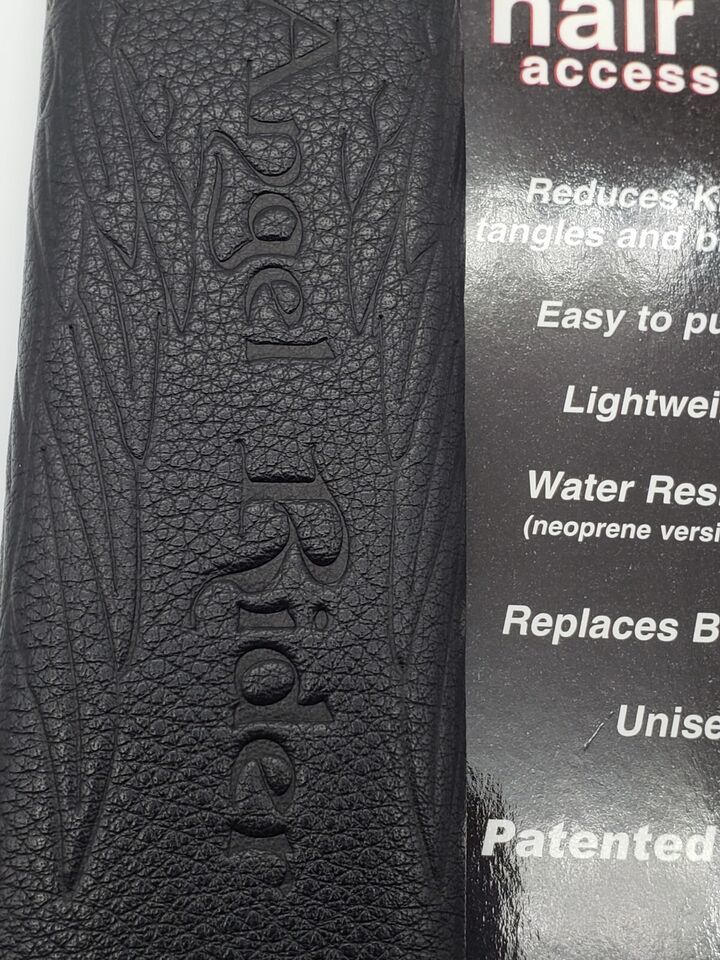 Angel Rider
hair
access
Reduces K
tangles and b
Easy to pu
Lightwei
Water Res
(neoprene versi
Replaces B
Unise
Patented